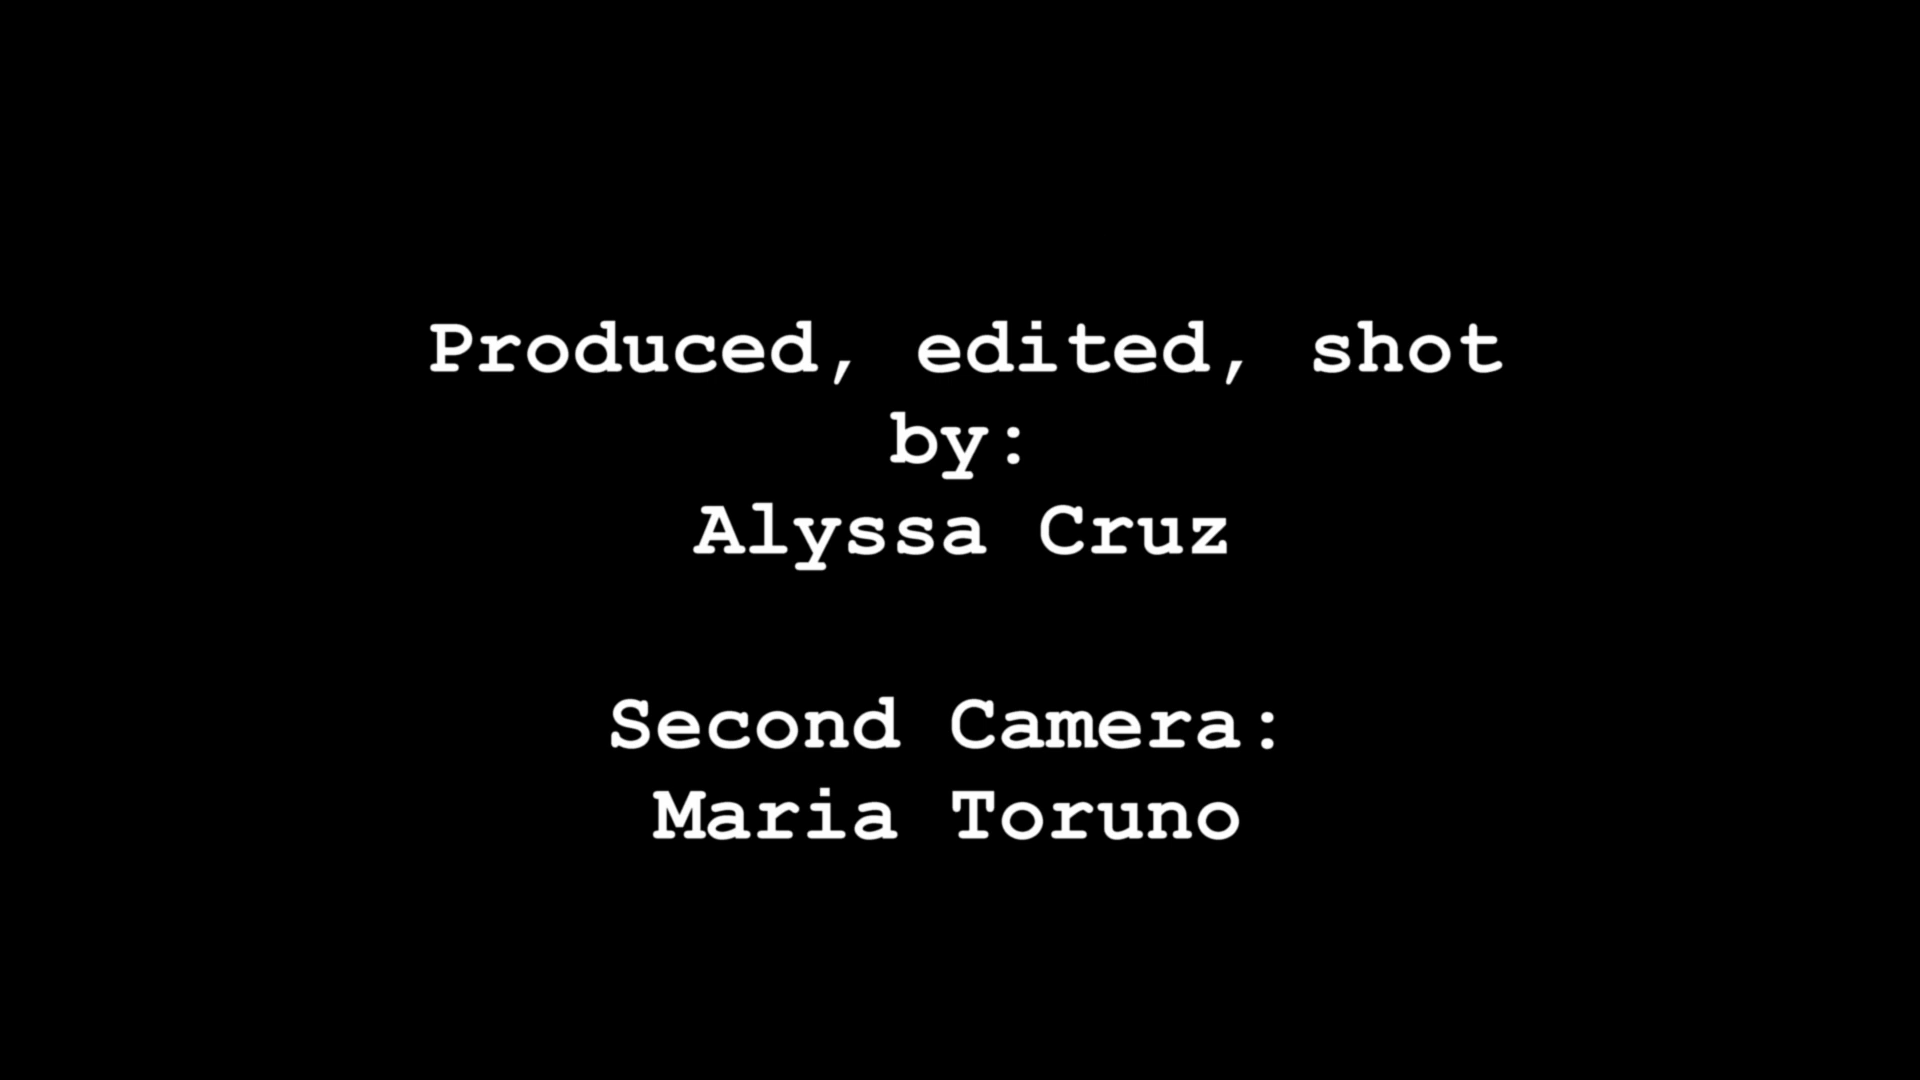 Produced, edited, shot
by:
Alyssa Cruz
Second Camera:
Maria Toruno